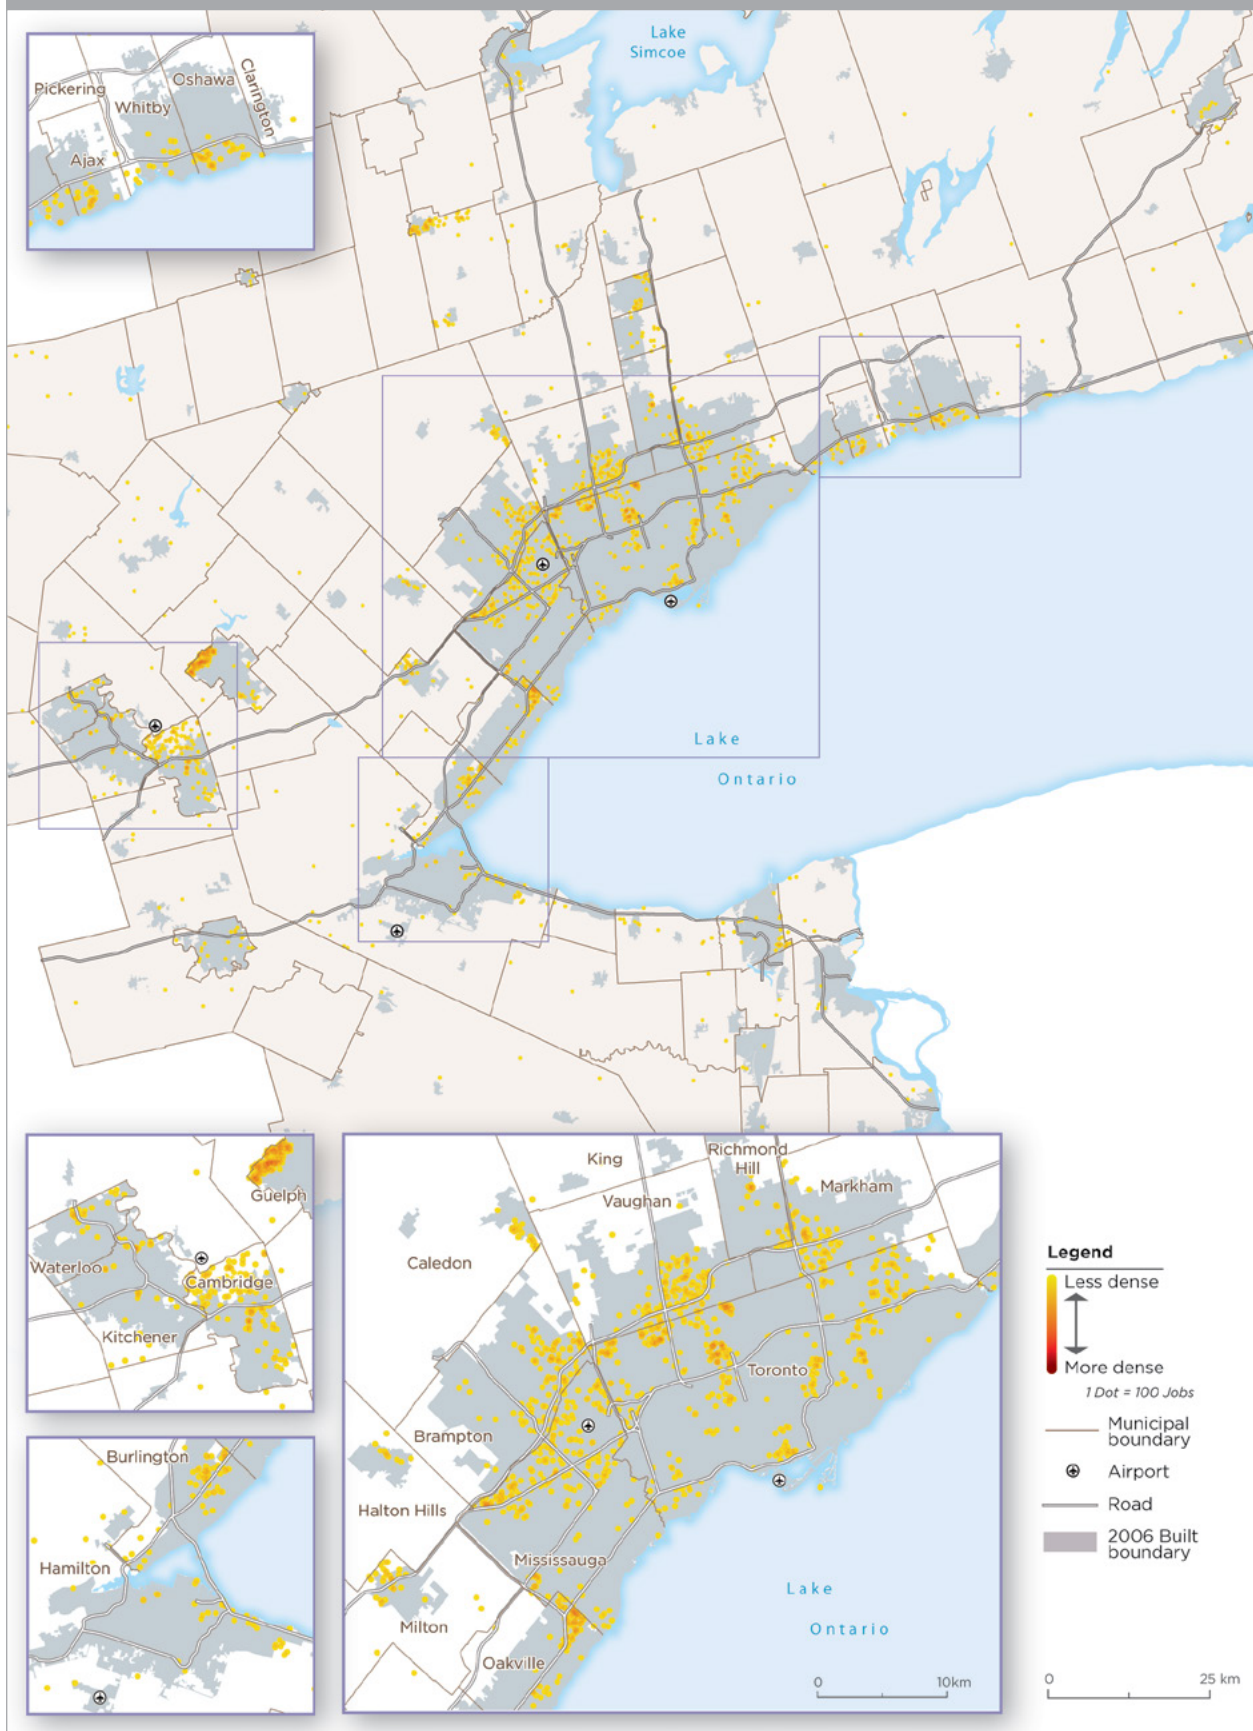 Lake
Simcoe
Pickering
Oshawa
Clarington
Whitby
Ajax
Lake
Ontario
Guelph
Waterloo
Cambridge
Kitchener
Burlington
Hamilton
King
Richmond
Hill
Vaughan
Markham
Caledon
Toronto
Brampton
Halton Hills
Mississauga
Milton
Oakville
Lake
Ontario
0 10km
Legend
Less dense
More dense
1 Dot = 100 Jobs
Municipal
boundary
Airport
Road
2006 Built
boundary
0 25 km